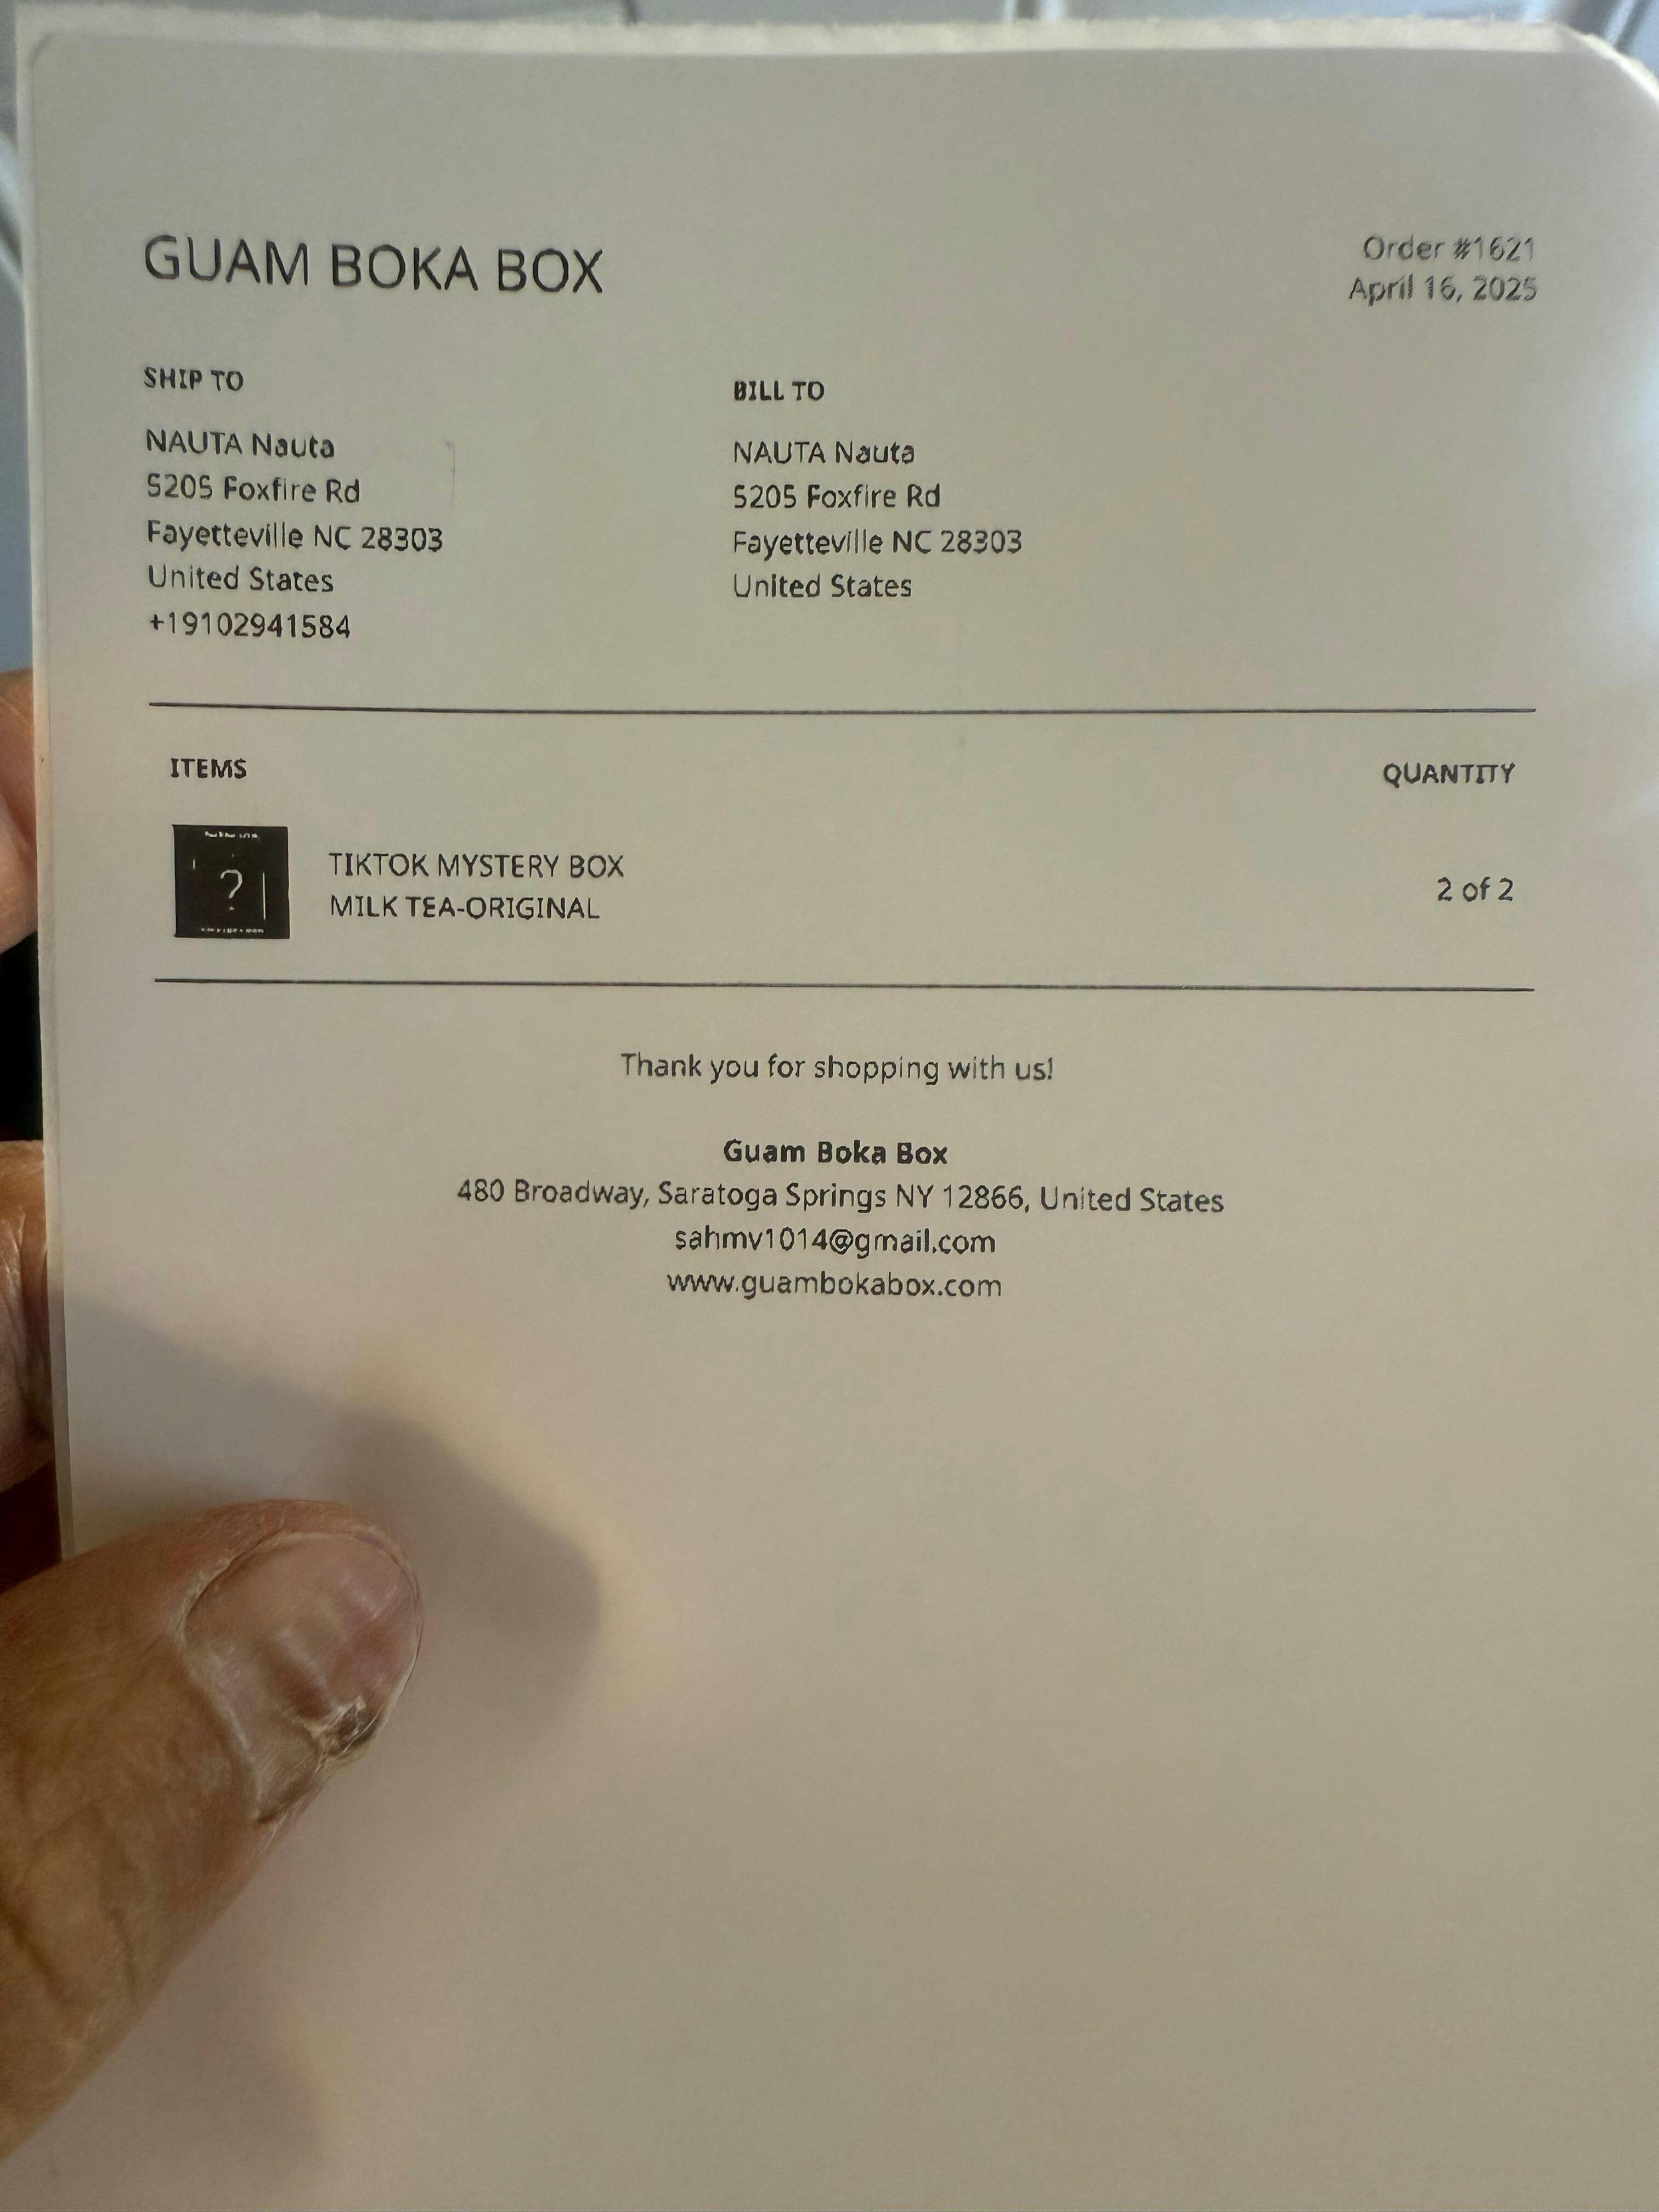 GUAM BOKA BOX
Order #1621
April 16, 2025
SHIP TO
NAUTA Nauta
5205 Foxfire Rd
Fayetteville NC 28303
United States
+19102941584
BILL TO
NAUTA Nauta
5205 Foxfire Rd
Fayetteville NC 28303
United States
ITEMS
QUANTITY
?
TIKTOK MYSTERY BOX
MILK TEA-ORIGINAL
2 of 2
Thank you for shopping with us!
Guam Boka Box
480 Broadway, Saratoga Springs NY 12866, United States
sahmv1014@gmail.com
www.guambokabox.com